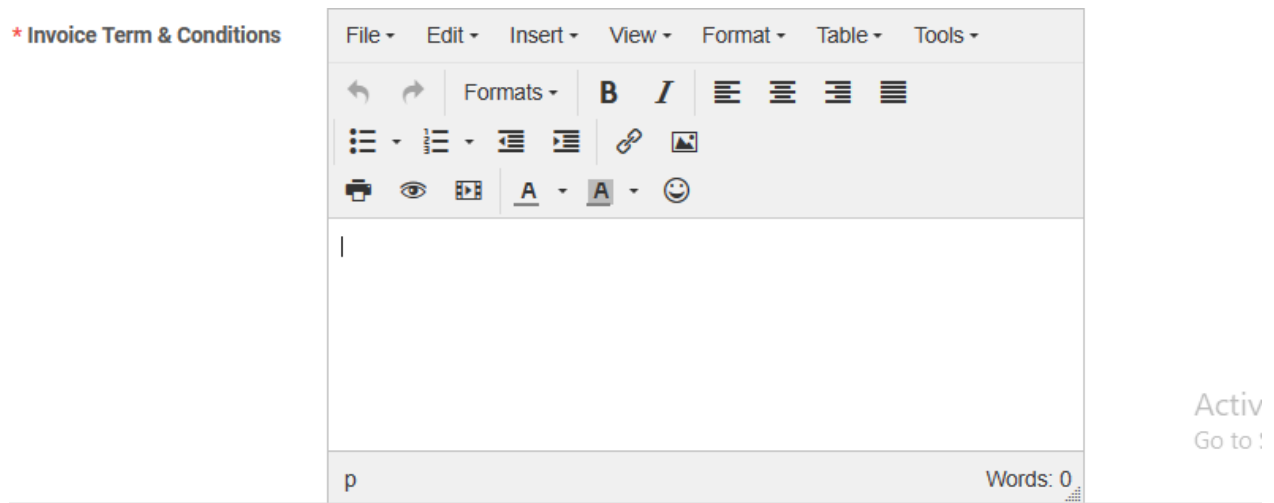 * Invoice Term & Conditions
File Edit Insert View Format Table Tools
Formats B I
A A
p Words: 0
Activ
Go to S